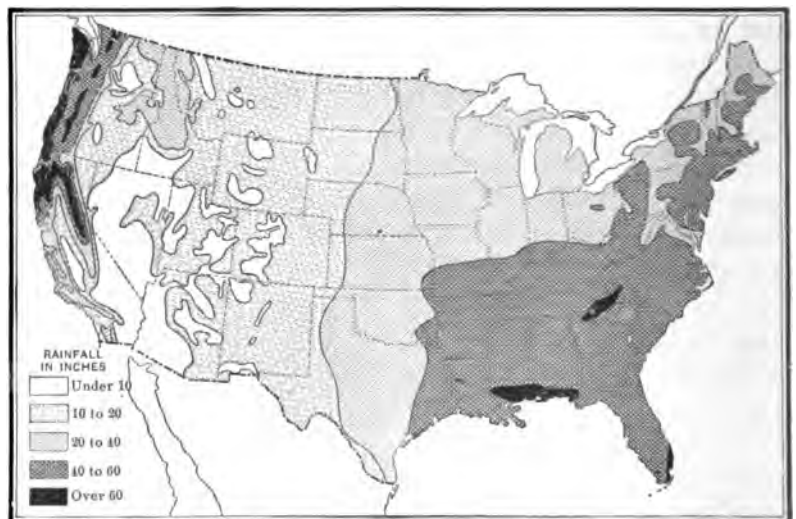 RAINFALL
IN INCHES
Under 10
10 to 20
20 to 40
40 to 60
Over 60